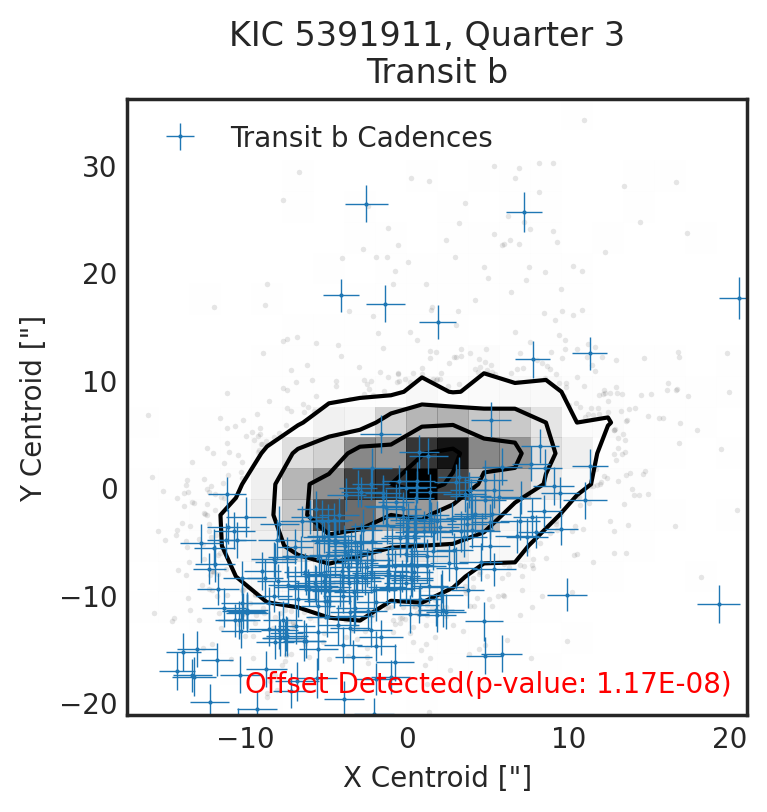 KIC 5391911, Quarter 3
Transit b
Transit b Cadences
30
20
10
0
−10
−20
Y Centroid ["]
Offset Detected(p-value: 1.17E-08)
−10 0 10 20
X Centroid ["]